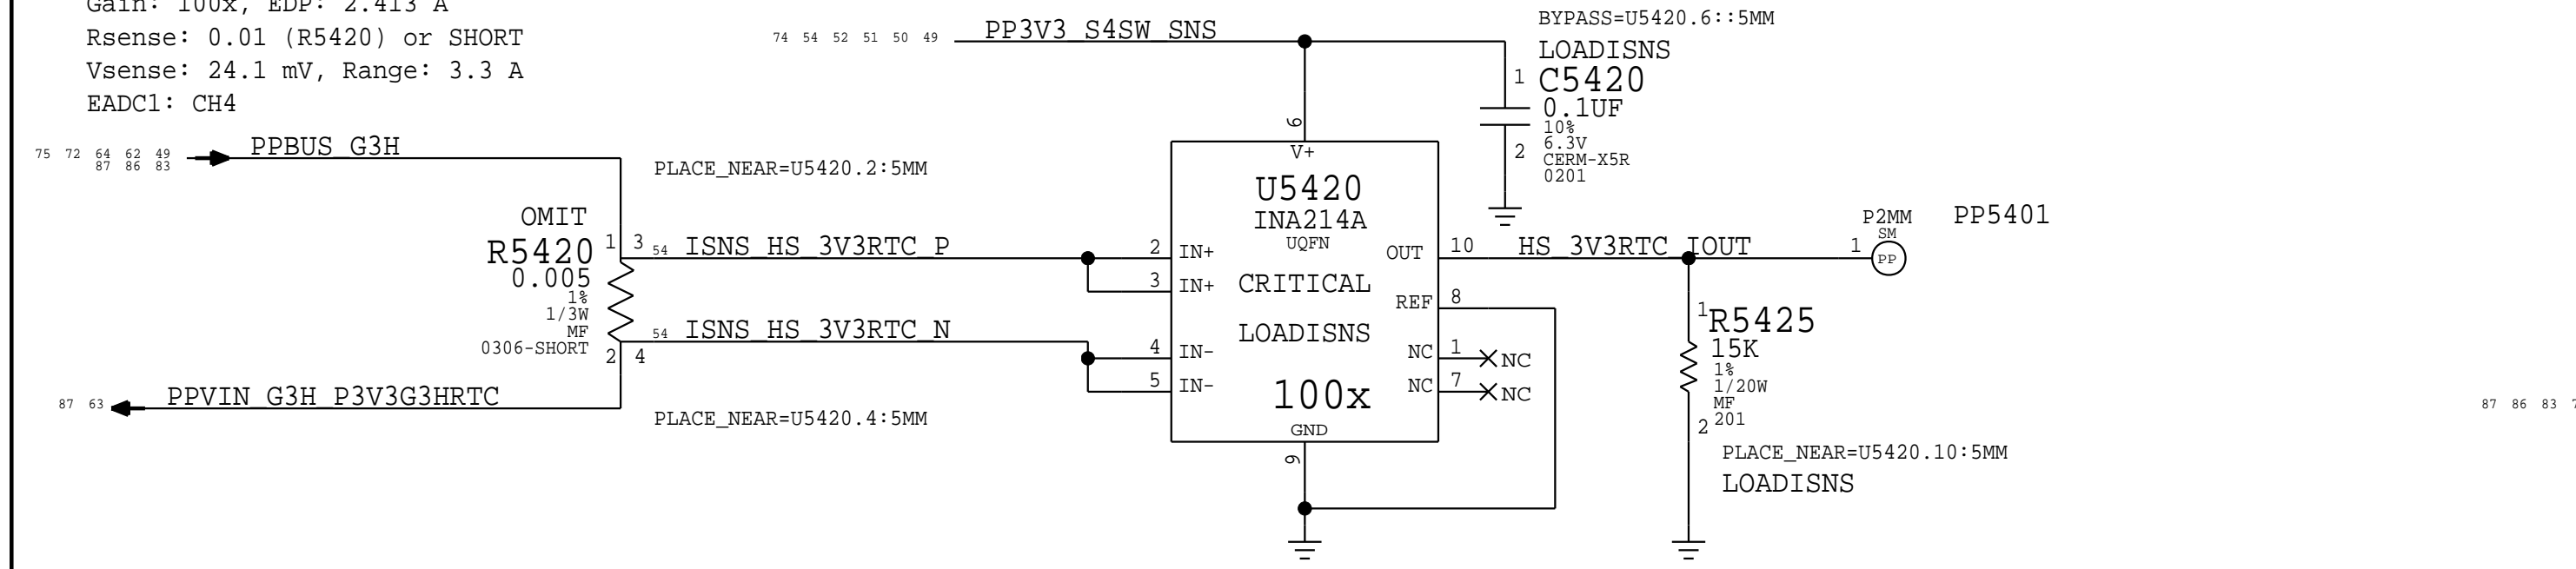 Gain: 100x, EDP: 2.413 A
Rsense: 0.01 (R5420) or SHORT
Vsense: 24.1 mV, Range: 3.3 A
EADC1: CH4
74 54 52 51 50 49
PP3V3_S4SW_SNS
BYPASS=U5420.6::5MM
LOADISNS
1
C5420
0.1UF
10%
6.3V
2
CERM-X5R
0201
75 72 64 62 49
87 86 83
PPBUS_G3H
PLACE_NEAR=U5420.2:5MM
6
V+
U5420
INA214A
UQFN
CRITICAL
LOADISNS
100x
GND
9
OMIT
R5420
0.005
1%
1/3W
MF
0306-SHORT
1 3
2 4
54
ISNS_HS_3V3RTC_P
54
ISNS_HS_3V3RTC_N
2 IN+
3 IN+
4 IN-
5 IN-
OUT 10
REF 8
NC 1 NC
NC 7 NC
HS_3V3RTC_IOUT
P2MM
SM
1
PP
PP5401
1
R5425
15K
1%
1/20W
MF
201
2
PLACE_NEAR=U5420.10:5MM
LOADISNS
87 63
PPVIN_G3H_P3V3G3HRTC
PLACE_NEAR=U5420.4:5MM
87 86 83